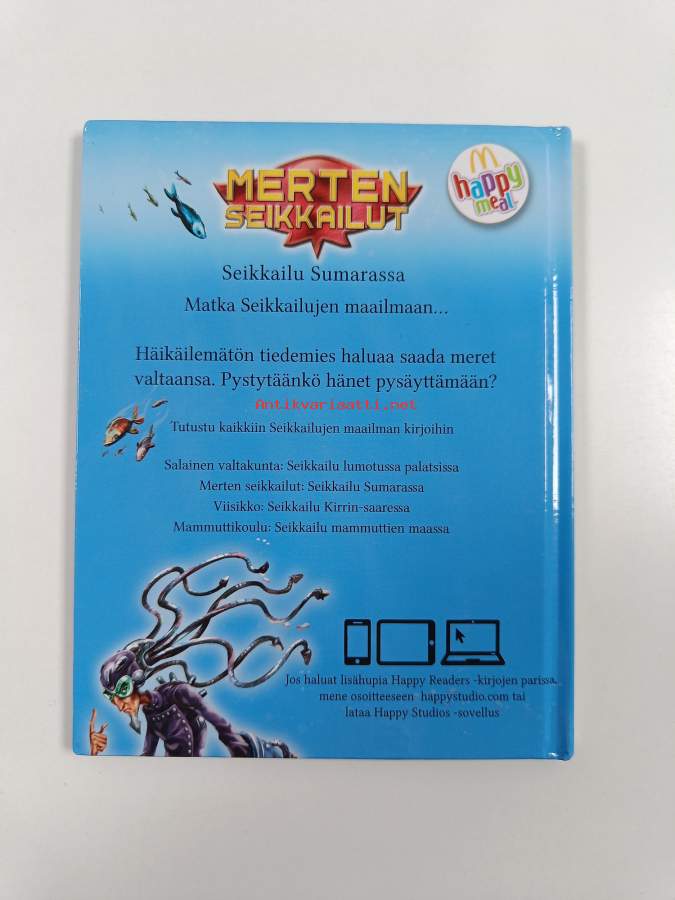 MERTEN
SEIKKAILUT
happy
meal
Seikkailu Sumarassa
Matka Seikkailujen maailmaan...
Häikäilemätön tiedemies haluaa saada meret
valtaansa. Pystytäänkö hänet pysäyttämään?
Antikvariaatti.net
Tutustu kaikkiin Seikkailujen maailman kirjoihin
Salainen valtakunta: Seikkailu lumotussa palatsissa
Merten seikkailut: Seikkailu Sumarassa
Viisikko: Seikkailu Kirrin-saaressa
Mammuttikoulu: Seikkailu mammuttien maassa
Jos haluat lisähupia Happy Readers -kirjojen parissa,
mene osoitteeseen happystudio.com tai
lataa Happy Studios -sovellus